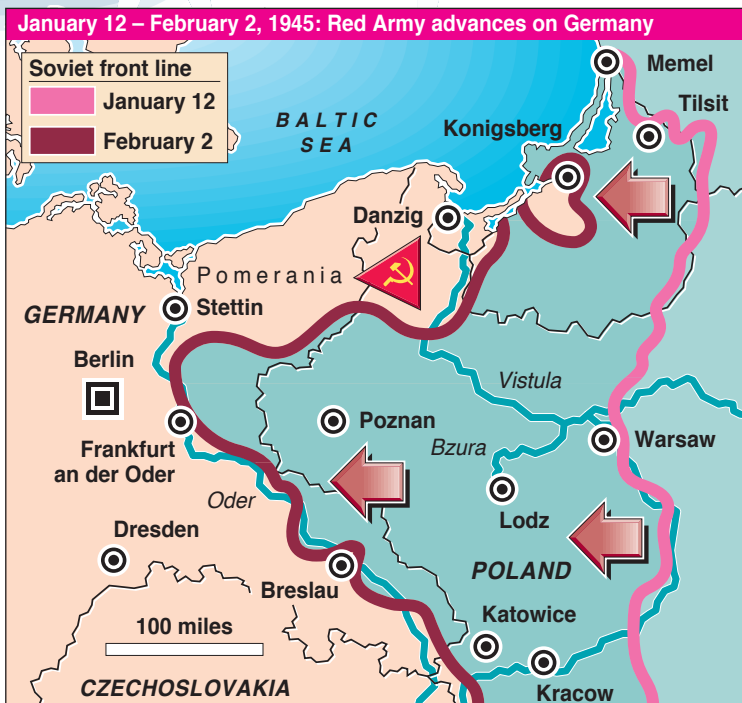 January 12 – February 2, 1945: Red Army advances on Germany
Soviet front line
January 12
February 2
BALTIC
SEA
Memel
Tilsit
Konigsberg
Danzig
Pomerania
GERMANY
Stettin
Berlin
Vistula
Poznan
Bzura
Warsaw
Frankfurt
an der Oder
Oder
Lodz
Dresden
POLAND
Breslau
Katowice
100 miles
CZECHOSLOVAKIA
Kracow